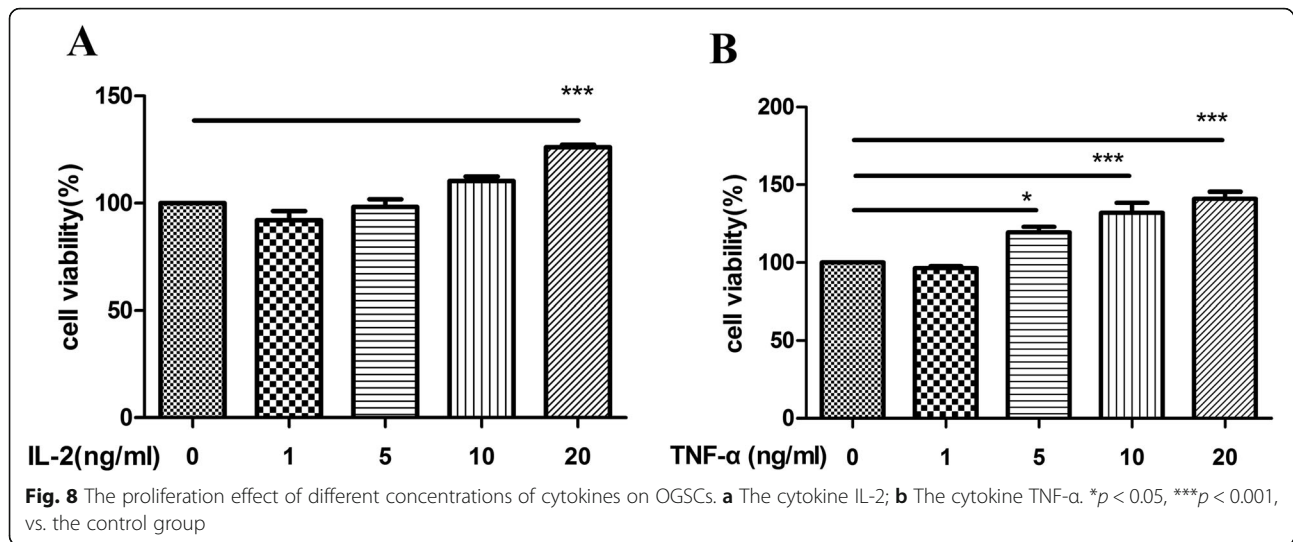 A
B
cell viability(%)
150
100
50
0
***
IL-2(ng/ml) 0 1 5 10 20
cell viability(%)
200
150
100
50
0
*
***
***
TNF-α (ng/ml) 0 1 5 10 20
Fig. 8 The proliferation effect of different concentrations of cytokines on OGSCs. a The cytokine IL-2; b The cytokine TNF-α. *p < 0.05, ***p < 0.001,
vs. the control group